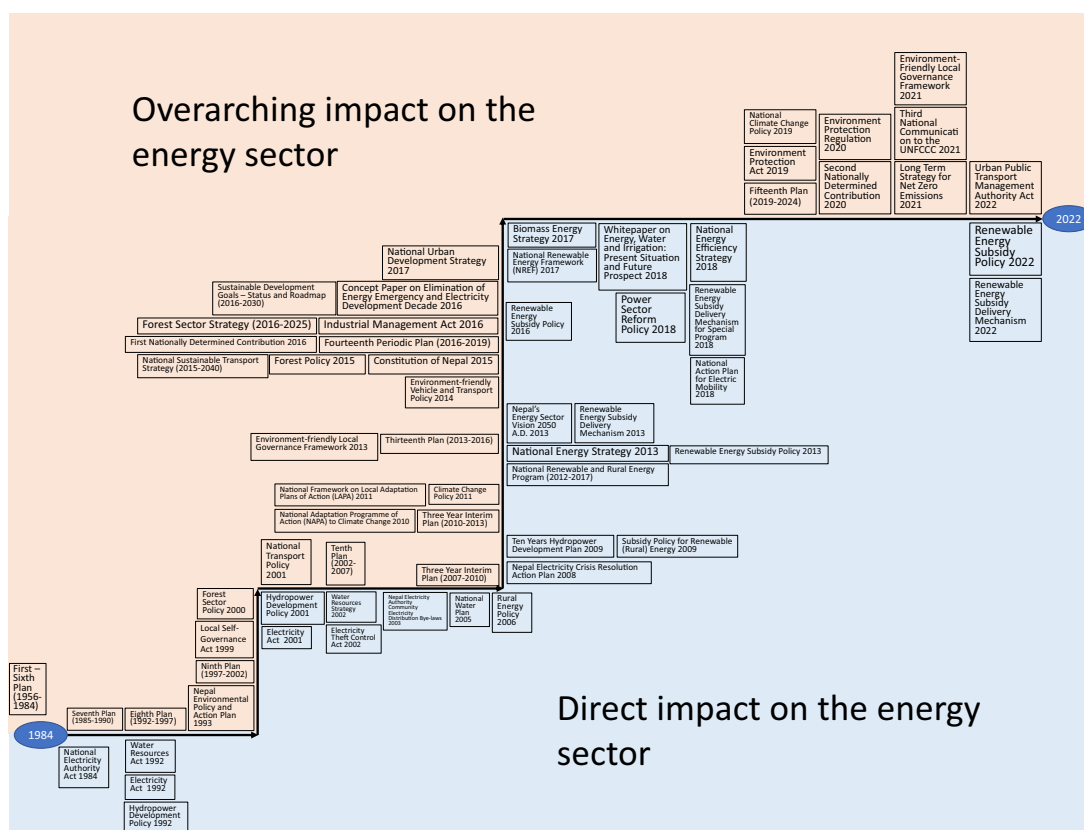 Overarching impact on the
energy sector
Environment-
Friendly Local
Governance
Framework
2021
National
Climate Change
Policy 2019
Environment
Protection
Regulation
2020
Third
National
Communicati
on to the
UNFCCC 2021
Environment
Protection
Act 2019
Fifteenth Plan
(2019-2024)
Second
Nationally
Determined
Contribution
2020
Long Term
Strategy for
Net Zero
Emissions
2021
Urban Public
Transport
Management
Authority Act
2022
2022
National Urban
Development Strategy
2017
Sustainable Development
Goals – Status and Roadmap
(2016-2030)
Concept Paper on Elimination of
Energy Emergency and Electricity
Development Decade 2016
Forest Sector Strategy (2016-2025)
Industrial Management Act 2016
First Nationally Determined Contribution 2016
Fourteenth Periodic Plan (2016-2019)
National Sustainable Transport
Strategy (2015-2040)
Forest Policy 2015
Constitution of Nepal 2015
Environment-friendly
Vehicle and Transport
Policy 2014
Environment-friendly Local
Governance Framework 2013
Thirteenth Plan (2013-2016)
National Framework on Local Adaptation
Plans of Action (LAPA) 2011
Climate Change
Policy 2011
National Adaptation Programme of
Action (NAPA) to Climate Change 2010
Three Year Interim
Plan (2010-2013)
National
Transport
Policy
2001
Tenth
Plan
(2002-
2007)
Three Year Interim
Plan (2007-2010)
Biomass Energy
Strategy 2017
National Renewable
Energy Framework
(NREF) 2017
Whitepaper on
Energy, Water
and Irrigation:
Present Situation
and Future
Prospect 2018
National
Energy
Efficiency
Strategy
2018
Renewable
Energy
Subsidy
Policy 2022
Renewable
Energy
Subsidy Policy
2016
Power
Sector
Reform
Policy 2018
Renewable
Energy
Subsidy
Delivery
Mechanism
for Special
Program
2018
Renewable
Energy
Subsidy
Delivery
Mechanism
2022
National
Action Plan
for Electric
Mobility
2018
Nepal's
Energy Sector
Vision 2050
A.D. 2013
Renewable
Energy Subsidy
Delivery
Mechanism 2013
National Energy Strategy 2013
Renewable Energy Subsidy Policy 2013
National Renewable and Rural Energy
Program (2012-2017)
Ten Years Hydropower
Development Plan 2009
Subsidy Policy for Renewable
(Rural) Energy 2009
Nepal Electricity Crisis Resolution
Action Plan 2008
Forest
Sector
Policy 2000
Local Self-
Governance
Act 1999
Ninth Plan
(1997-2002)
Nepal
Environmental
Policy and
Action Plan
1993
Hydropower
Development
Policy 2001
Electricity
Act 2001
Water
Resources
Strategy
2002
Electricity
Theft Control
Act 2002
Nepal Electricity
Authority
Community
Electricity
Distribution Bye-laws
2003
National
Water
Plan
2005
Rural
Energy
Policy
2006
First –
Sixth
Plan
(1956-
1984)
Seventh Plan
(1985-1990)
Eighth Plan
(1992-1997)
1984
National
Electricity
Authority
Act 1984
Water
Resources
Act 1992
Electricity
Act 1992
Hydropower
Development
Policy 1992
Direct impact on the energy
sector